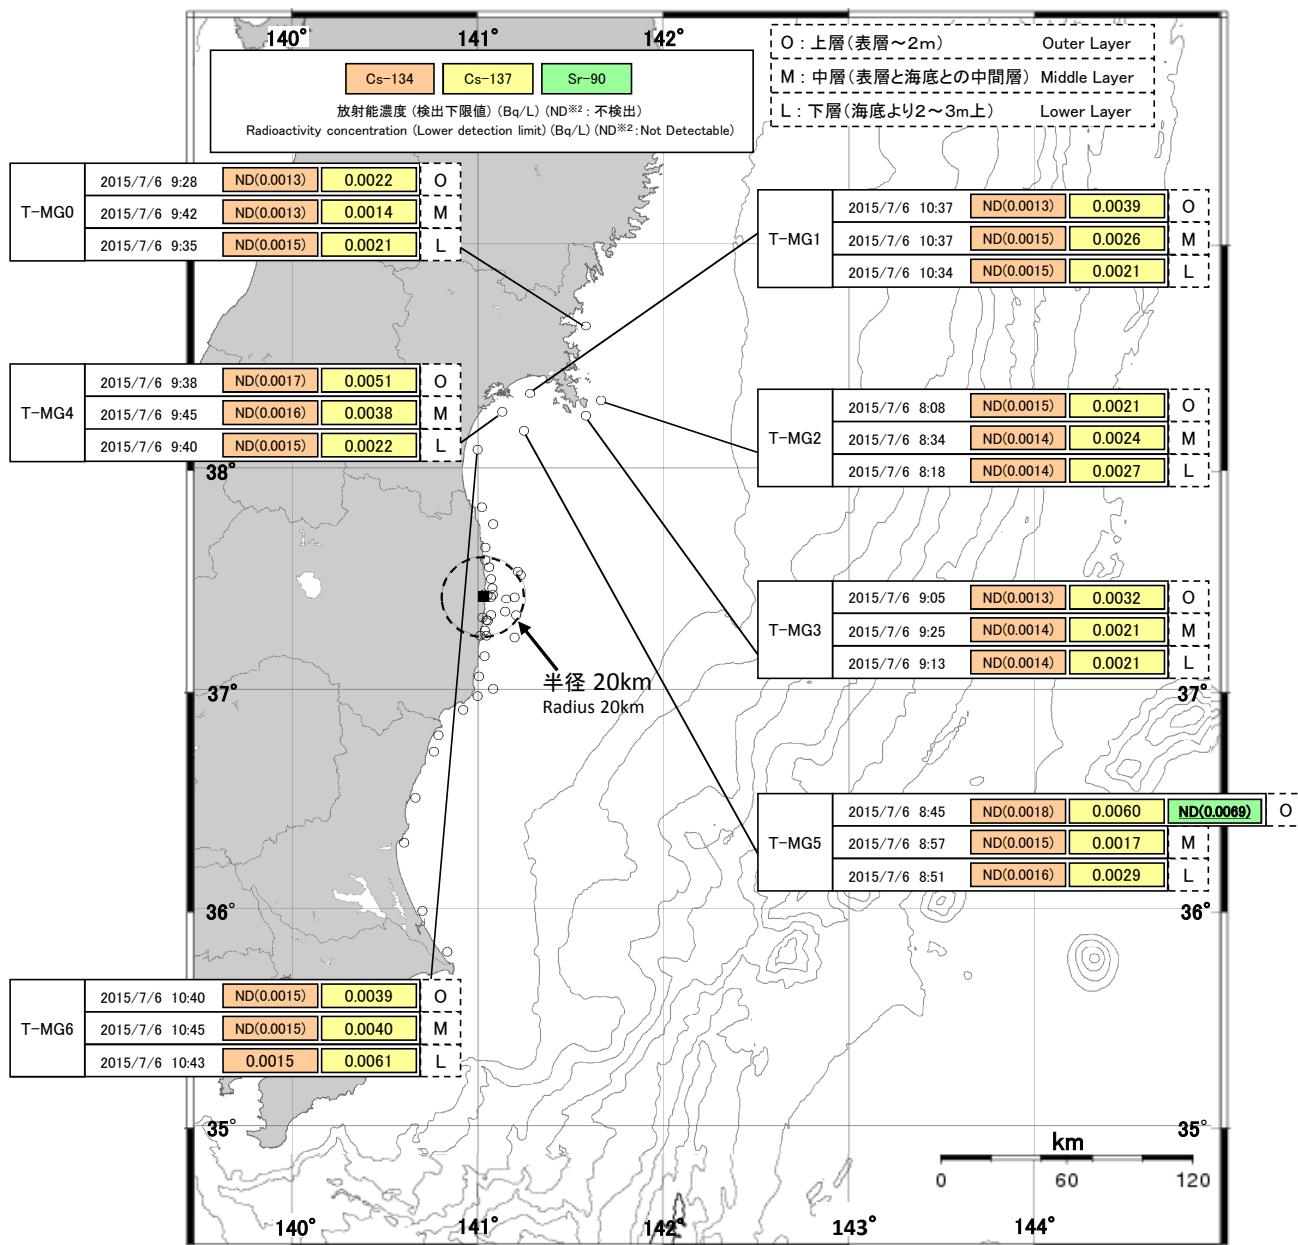 140° 141° 142°
O : 上層(表層～2m) Outer Layer
M : 中層(表層と海底との中間層) Middle Layer
L : 下層(海底より2～3m上) Lower Layer
Cs-134 Cs-137 Sr-90
放射能濃度 (検出下限値) (Bq/L) (ND※2 : 不検出)
Radioactivity concentration (Lower detection limit) (Bq/L) (ND※2 : Not Detectable)
T-MG0
2015/7/6 9:28 ND(0.0013) 0.0022 O
2015/7/6 9:42 ND(0.0013) 0.0014 M
2015/7/6 9:35 ND(0.0015) 0.0021 L
T-MG1
2015/7/6 10:37 ND(0.0013) 0.0039 O
2015/7/6 10:37 ND(0.0015) 0.0026 M
2015/7/6 10:34 ND(0.0015) 0.0021 L
T-MG4
2015/7/6 9:38 ND(0.0017) 0.0051 O
2015/7/6 9:45 ND(0.0016) 0.0038 M
2015/7/6 9:40 ND(0.0015) 0.0022 L
T-MG2
2015/7/6 8:08 ND(0.0015) 0.0021 O
2015/7/6 8:34 ND(0.0014) 0.0024 M
2015/7/6 8:18 ND(0.0014) 0.0027 L
38°
T-MG3
2015/7/6 9:05 ND(0.0013) 0.0032 O
2015/7/6 9:25 ND(0.0014) 0.0021 M
2015/7/6 9:13 ND(0.0014) 0.0021 L
半径 20km
Radius 20km
37° 37°
T-MG5
2015/7/6 8:45 ND(0.0018) 0.0060 ND(0.0069) O
2015/7/6 8:57 ND(0.0015) 0.0017 M
2015/7/6 8:51 ND(0.0016) 0.0029 L
36° 36°
T-MG6
2015/7/6 10:40 ND(0.0015) 0.0039 O
2015/7/6 10:45 ND(0.0015) 0.0040 M
2015/7/6 10:43 0.0015 0.0061 L
35° 35°
km
0 60 120
140° 141° 142° 143° 144°